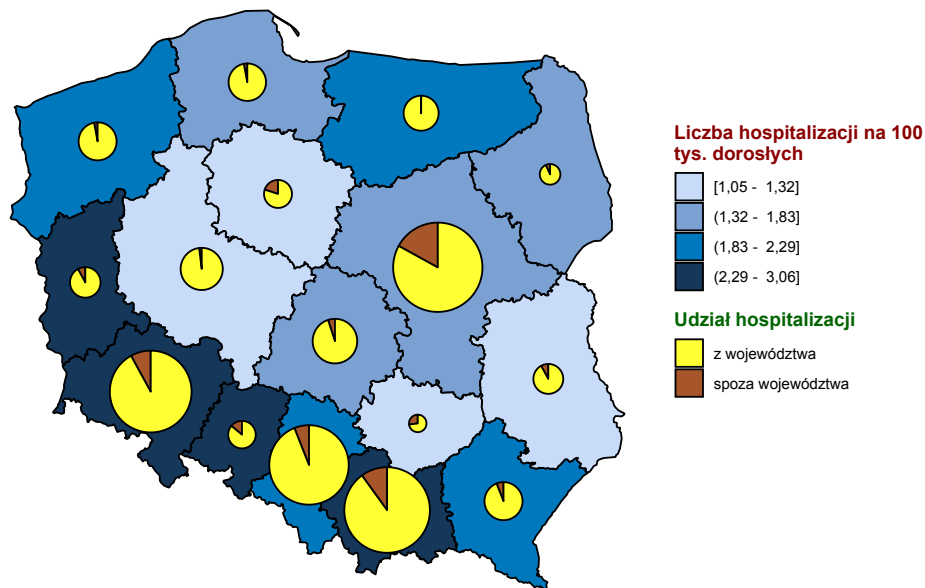 Liczba hospitalizacji na 100
tys. dorosłych
[1,05 - 1,32]
(1,32 - 1,83]
(1,83 - 2,29]
(2,29 - 3,06]
Udział hospitalizacji
z województwa
spoza województwa